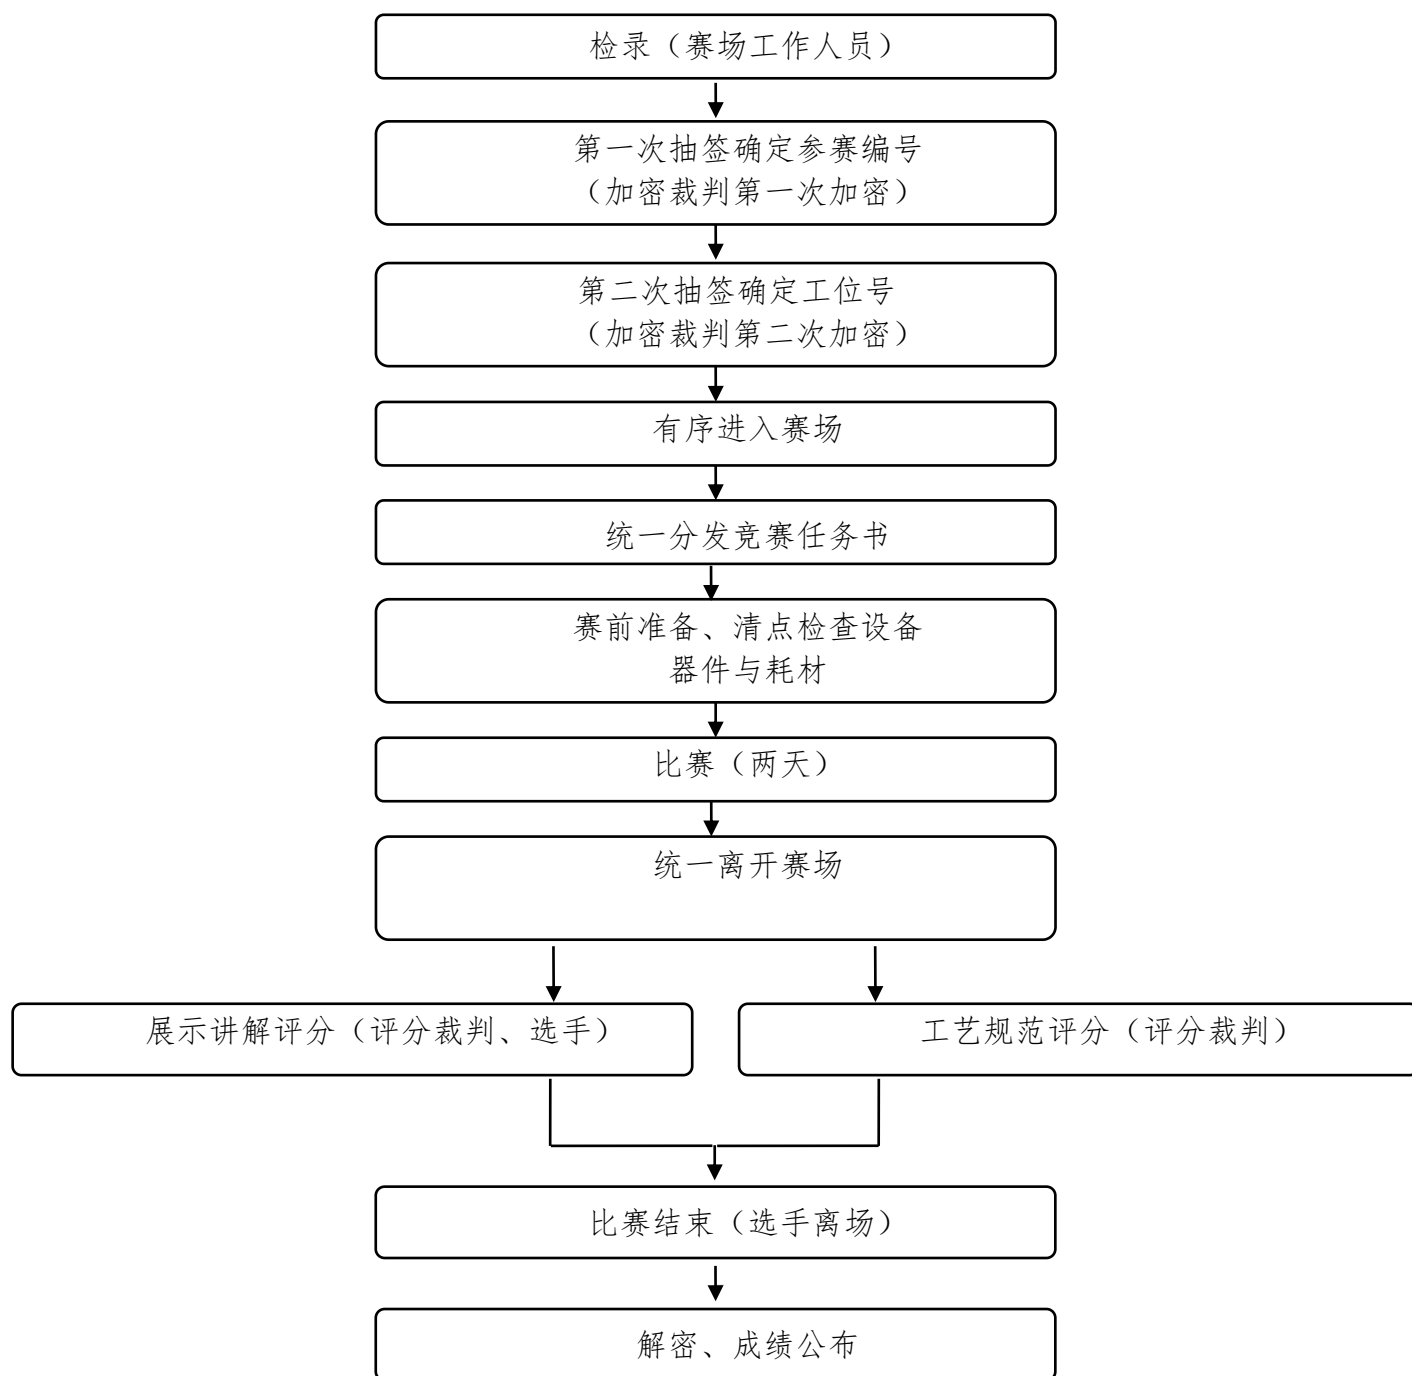 检录（赛场工作人员）
第一次抽签确定参赛编号
（加密裁判第一次加密）
第二次抽签确定工位号
（加密裁判第二次加密）
有序进入赛场
统一分发竞赛任务书
赛前准备、清点检查设备
器件与耗材
比赛（两天）
统一离开赛场
展示讲解评分（评分裁判、选手）
工艺规范评分（评分裁判）
比赛结束（选手离场）
解密、成绩公布